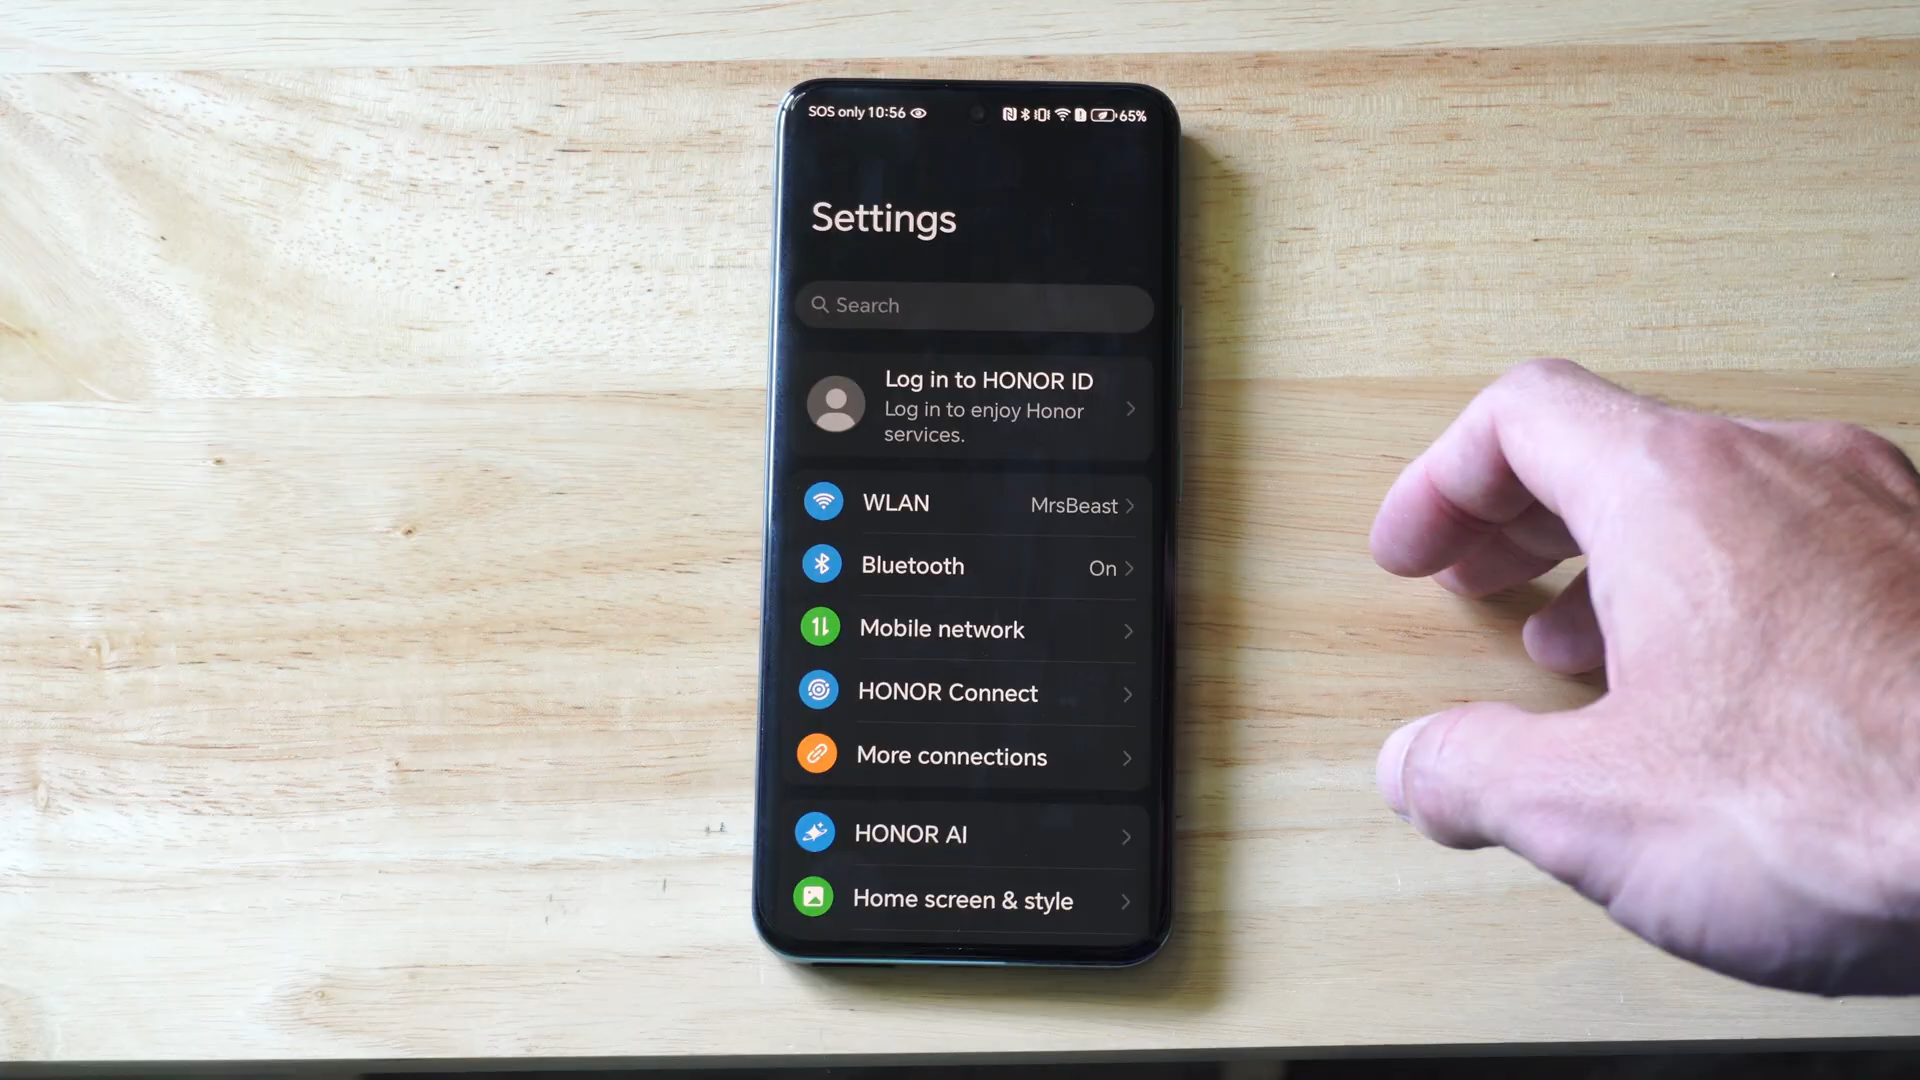 SOS only 10:56 65%
Settings
Search
Log in to HONOR ID
Log in to enjoy Honor
services.
WLAN MrsBeast
Bluetooth On
Mobile network
HONOR Connect
More connections
HONOR AI
Home screen & style